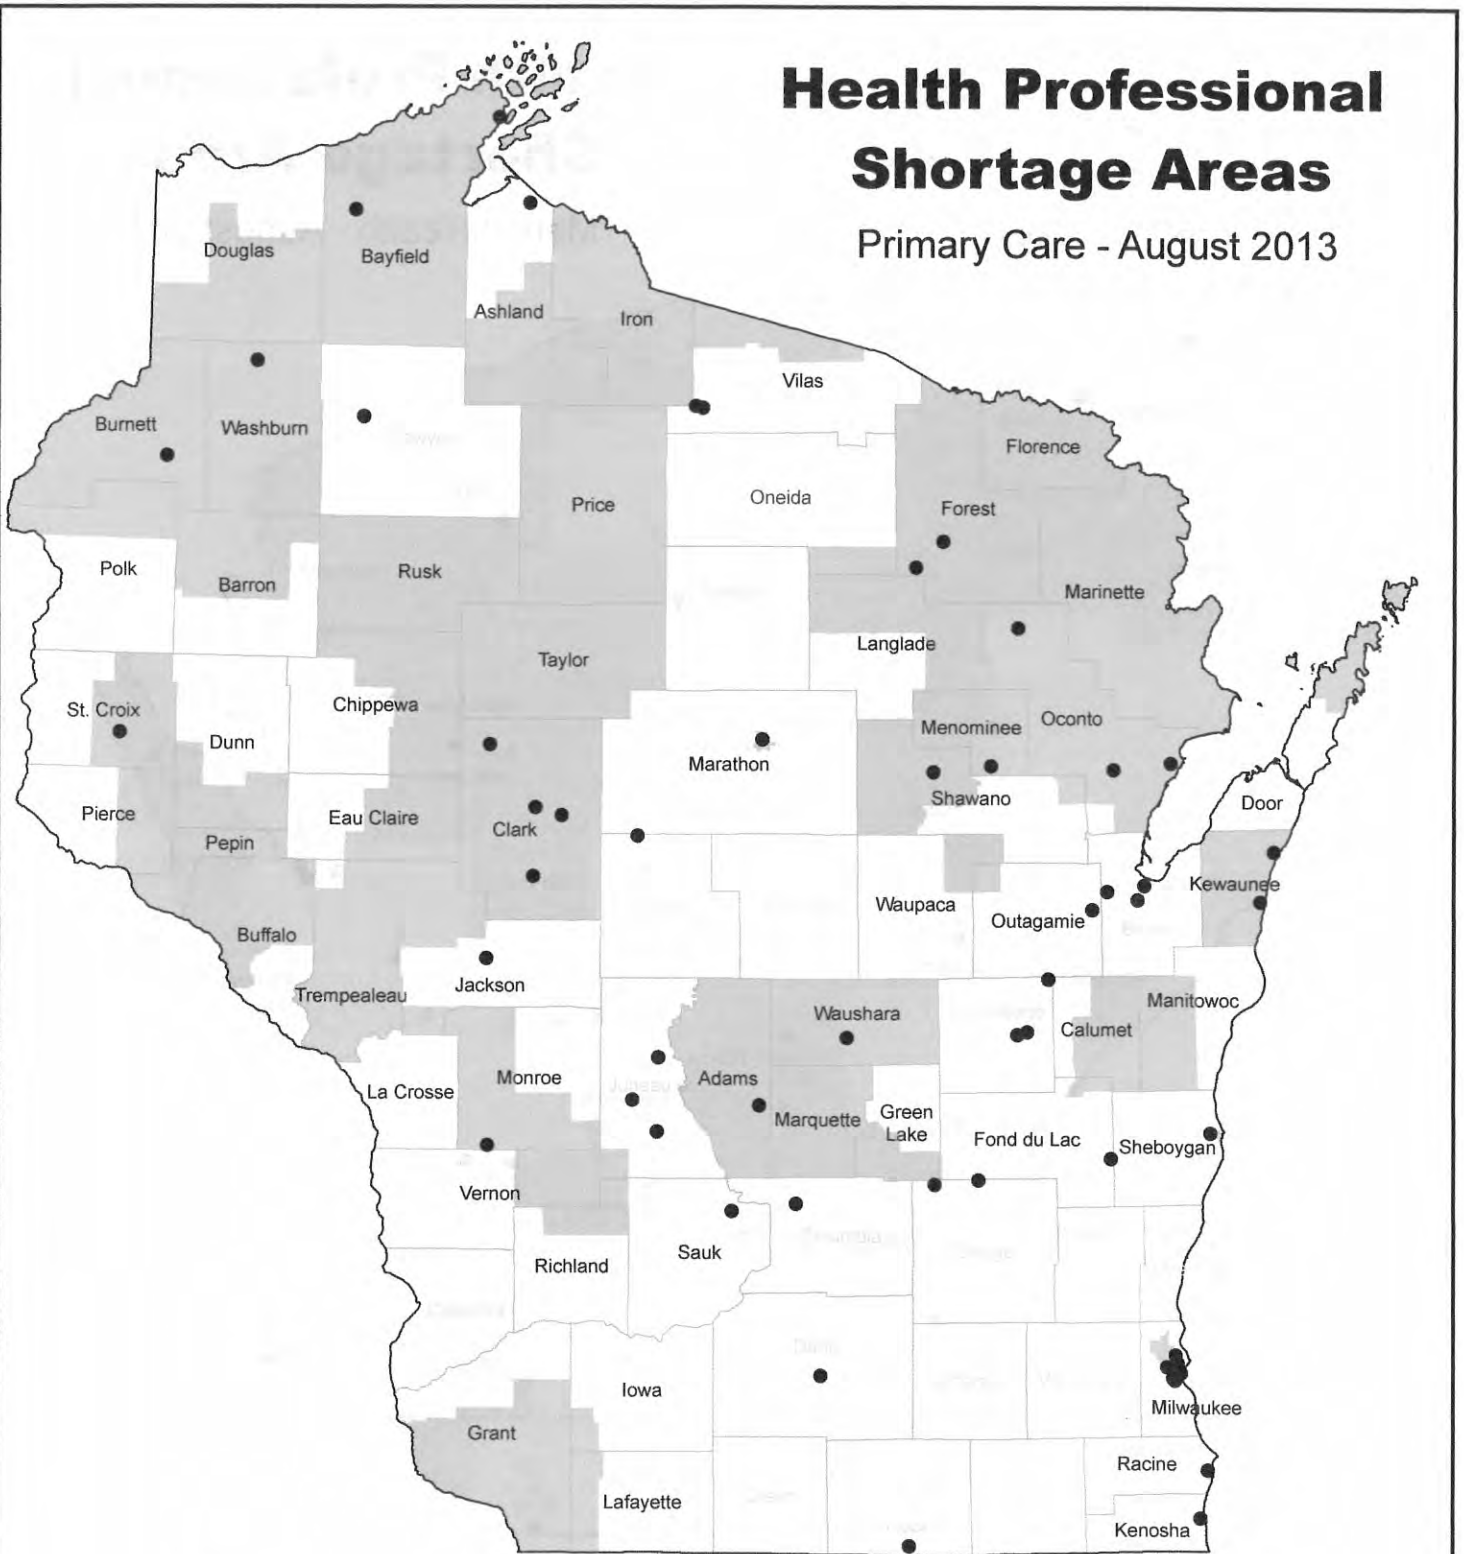 Health Professional
Shortage Areas
Primary Care - August 2013
Douglas
Bayfield
Ashland
Iron
Vilas
Burnett
Washburn
Florence
Price
Oneida
Forest
Polk
Barron
Rusk
Marinette
Langlade
Taylor
St. Croix
Chippewa
Dunn
Menominee
Oconto
Marathon
Shawano
Door
Pierce
Eau Claire
Clark
Pepin
Kewaunee
Waupaca
Outagamie
Buffalo
Jackson
Trempealeau
Waushara
Manitowoc
Calumet
La Crosse
Monroe
Juneau
Adams
Marquette
Green
Lake
Fond du Lac
Sheboygan
Vernon
Richland
Sauk
Iowa
Milwaukee
Grant
Racine
Lafayette
Kenosha